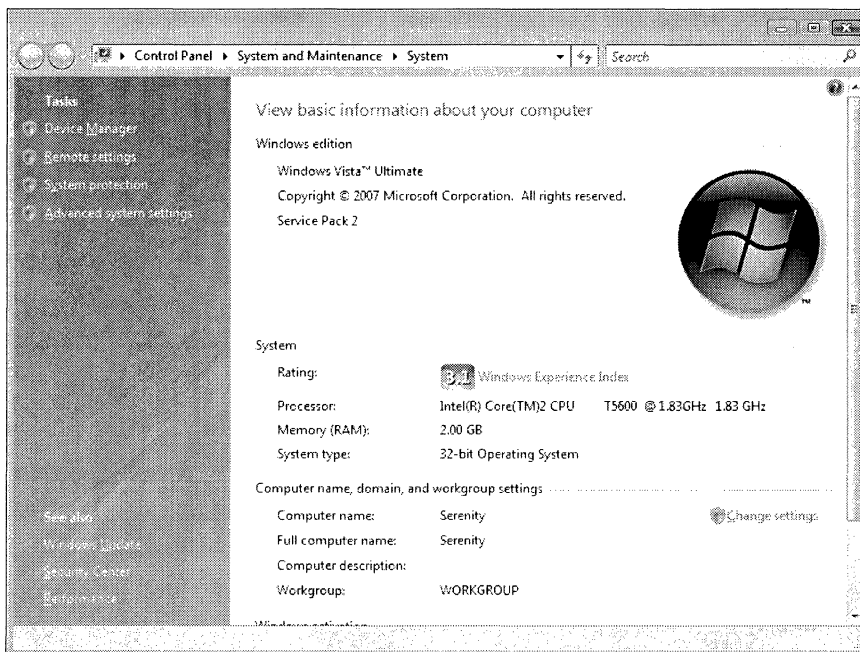 Control Panel ▸ System and Maintenance ▸ System
Search
Tasks
Device Manager
Remote settings
System protection
Advanced system settings
See also
Windows Update
Security Center
Performance
View basic information about your computer
Windows edition
Windows Vista™ Ultimate
Copyright © 2007 Microsoft Corporation. All rights reserved.
Service Pack 2
TM
System
Rating: 3.1 Windows Experience Index
Processor: Intel(R) Core(TM)2 CPU T5600 @ 1.83GHz 1.83 GHz
Memory (RAM): 2.00 GB
System type: 32-bit Operating System
Computer name, domain, and workgroup settings
Computer name: Serenity Change settings
Full computer name: Serenity
Computer description:
Workgroup: WORKGROUP
Windows activation